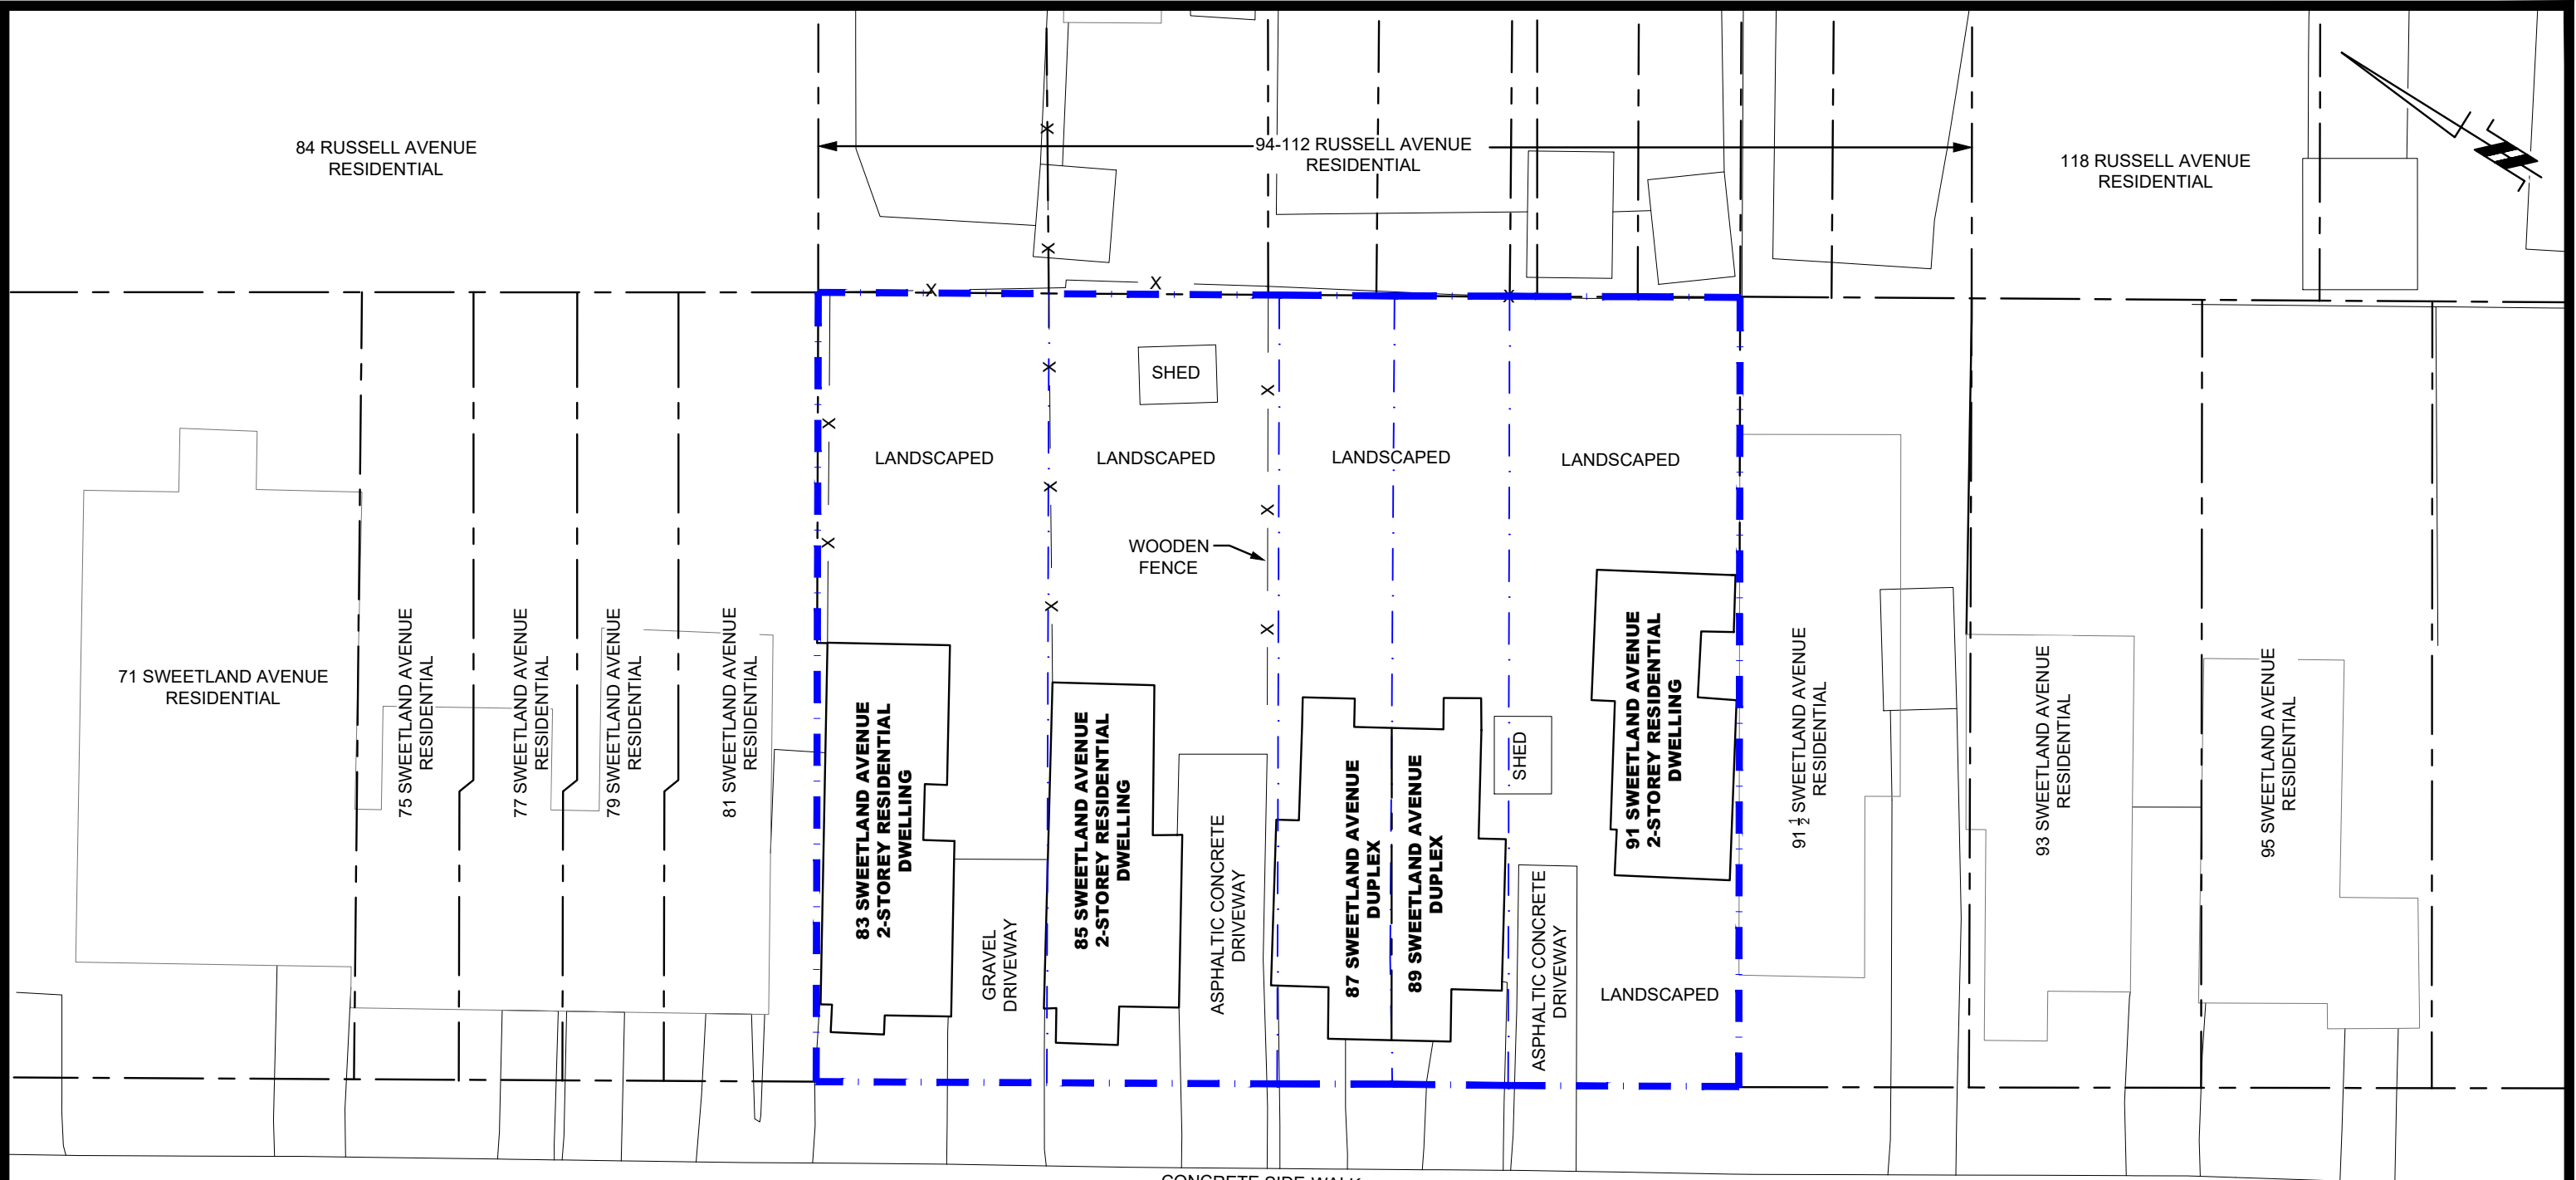 84 RUSSELL AVENUE
RESIDENTIAL
94-112 RUSSELL AVENUE
RESIDENTIAL
118 RUSSELL AVENUE
RESIDENTIAL
SHED
LANDSCAPED
LANDSCAPED
LANDSCAPED
LANDSCAPED
WOODEN
FENCE
71 SWEETLAND AVENUE
RESIDENTIAL
75 SWEETLAND AVENUE
RESIDENTIAL
77 SWEETLAND AVENUE
RESIDENTIAL
79 SWEETLAND AVENUE
RESIDENTIAL
81 SWEETLAND AVENUE
RESIDENTIAL
83 SWEETLAND AVENUE
2-STOREY RESIDENTIAL
DWELLING
GRAVEL
DRIVEWAY
85 SWEETLAND AVENUE
2-STOREY RESIDENTIAL
DWELLING
ASPHALTIC CONCRETE
DRIVEWAY
87 SWEETLAND AVENUE
DUPLEX
89 SWEETLAND AVENUE
DUPLEX
SHED
ASPHALTIC CONCRETE
DRIVEWAY
91 SWEETLAND AVENUE
2-STOREY RESIDENTIAL
DWELLING
LANDSCAPED
91 1/2 SWEETLAND AVENUE
RESIDENTIAL
93 SWEETLAND AVENUE
RESIDENTIAL
95 SWEETLAND AVENUE
RESIDENTIAL
CONCRETE SIDE WALK